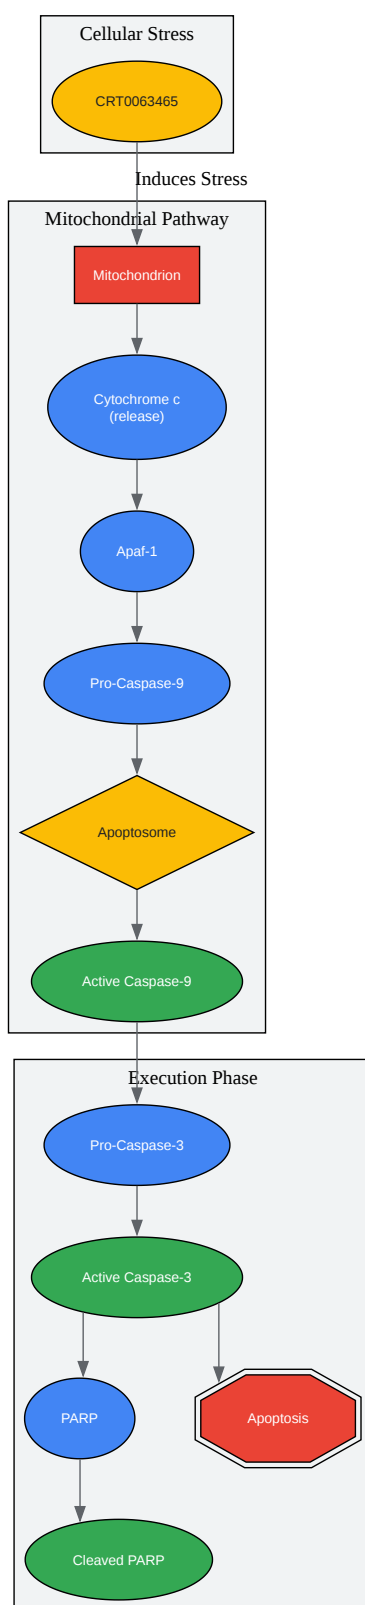 Cellular Stress
CRT0063465
Induces Stress
Mitochondrial Pathway
Mitochondrion
Cytochrome c
(release)
Apaf-1
Pro-Caspase-9
Apoptosome
Active Caspase-9
Execution Phase
Pro-Caspase-3
Active Caspase-3
PARP
Apoptosis
Cleaved PARP